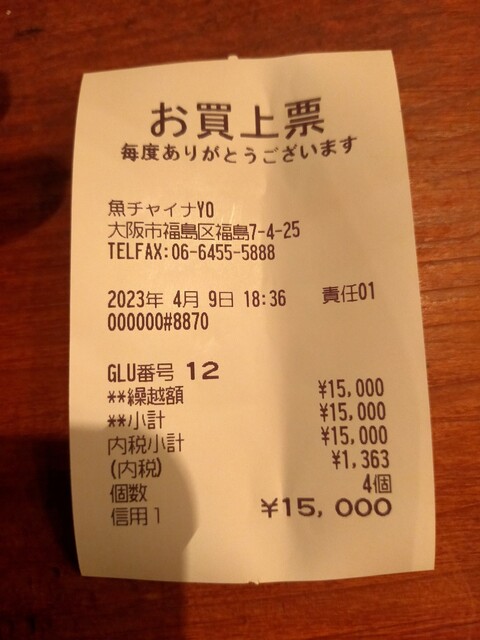 お買上票
毎度ありがとうございます
魚チャイナYO
大阪市福島区福島7-4-25
TELFAX:06-6455-5888
2023年 4月 9日 18:36 責任01
000000#8870
GLU番号 12
**繰越額 ¥15,000
**小計 ¥15,000
内税小計 ¥15,000
(内税) ¥1,363
個数 4個
信用1 ¥15,000